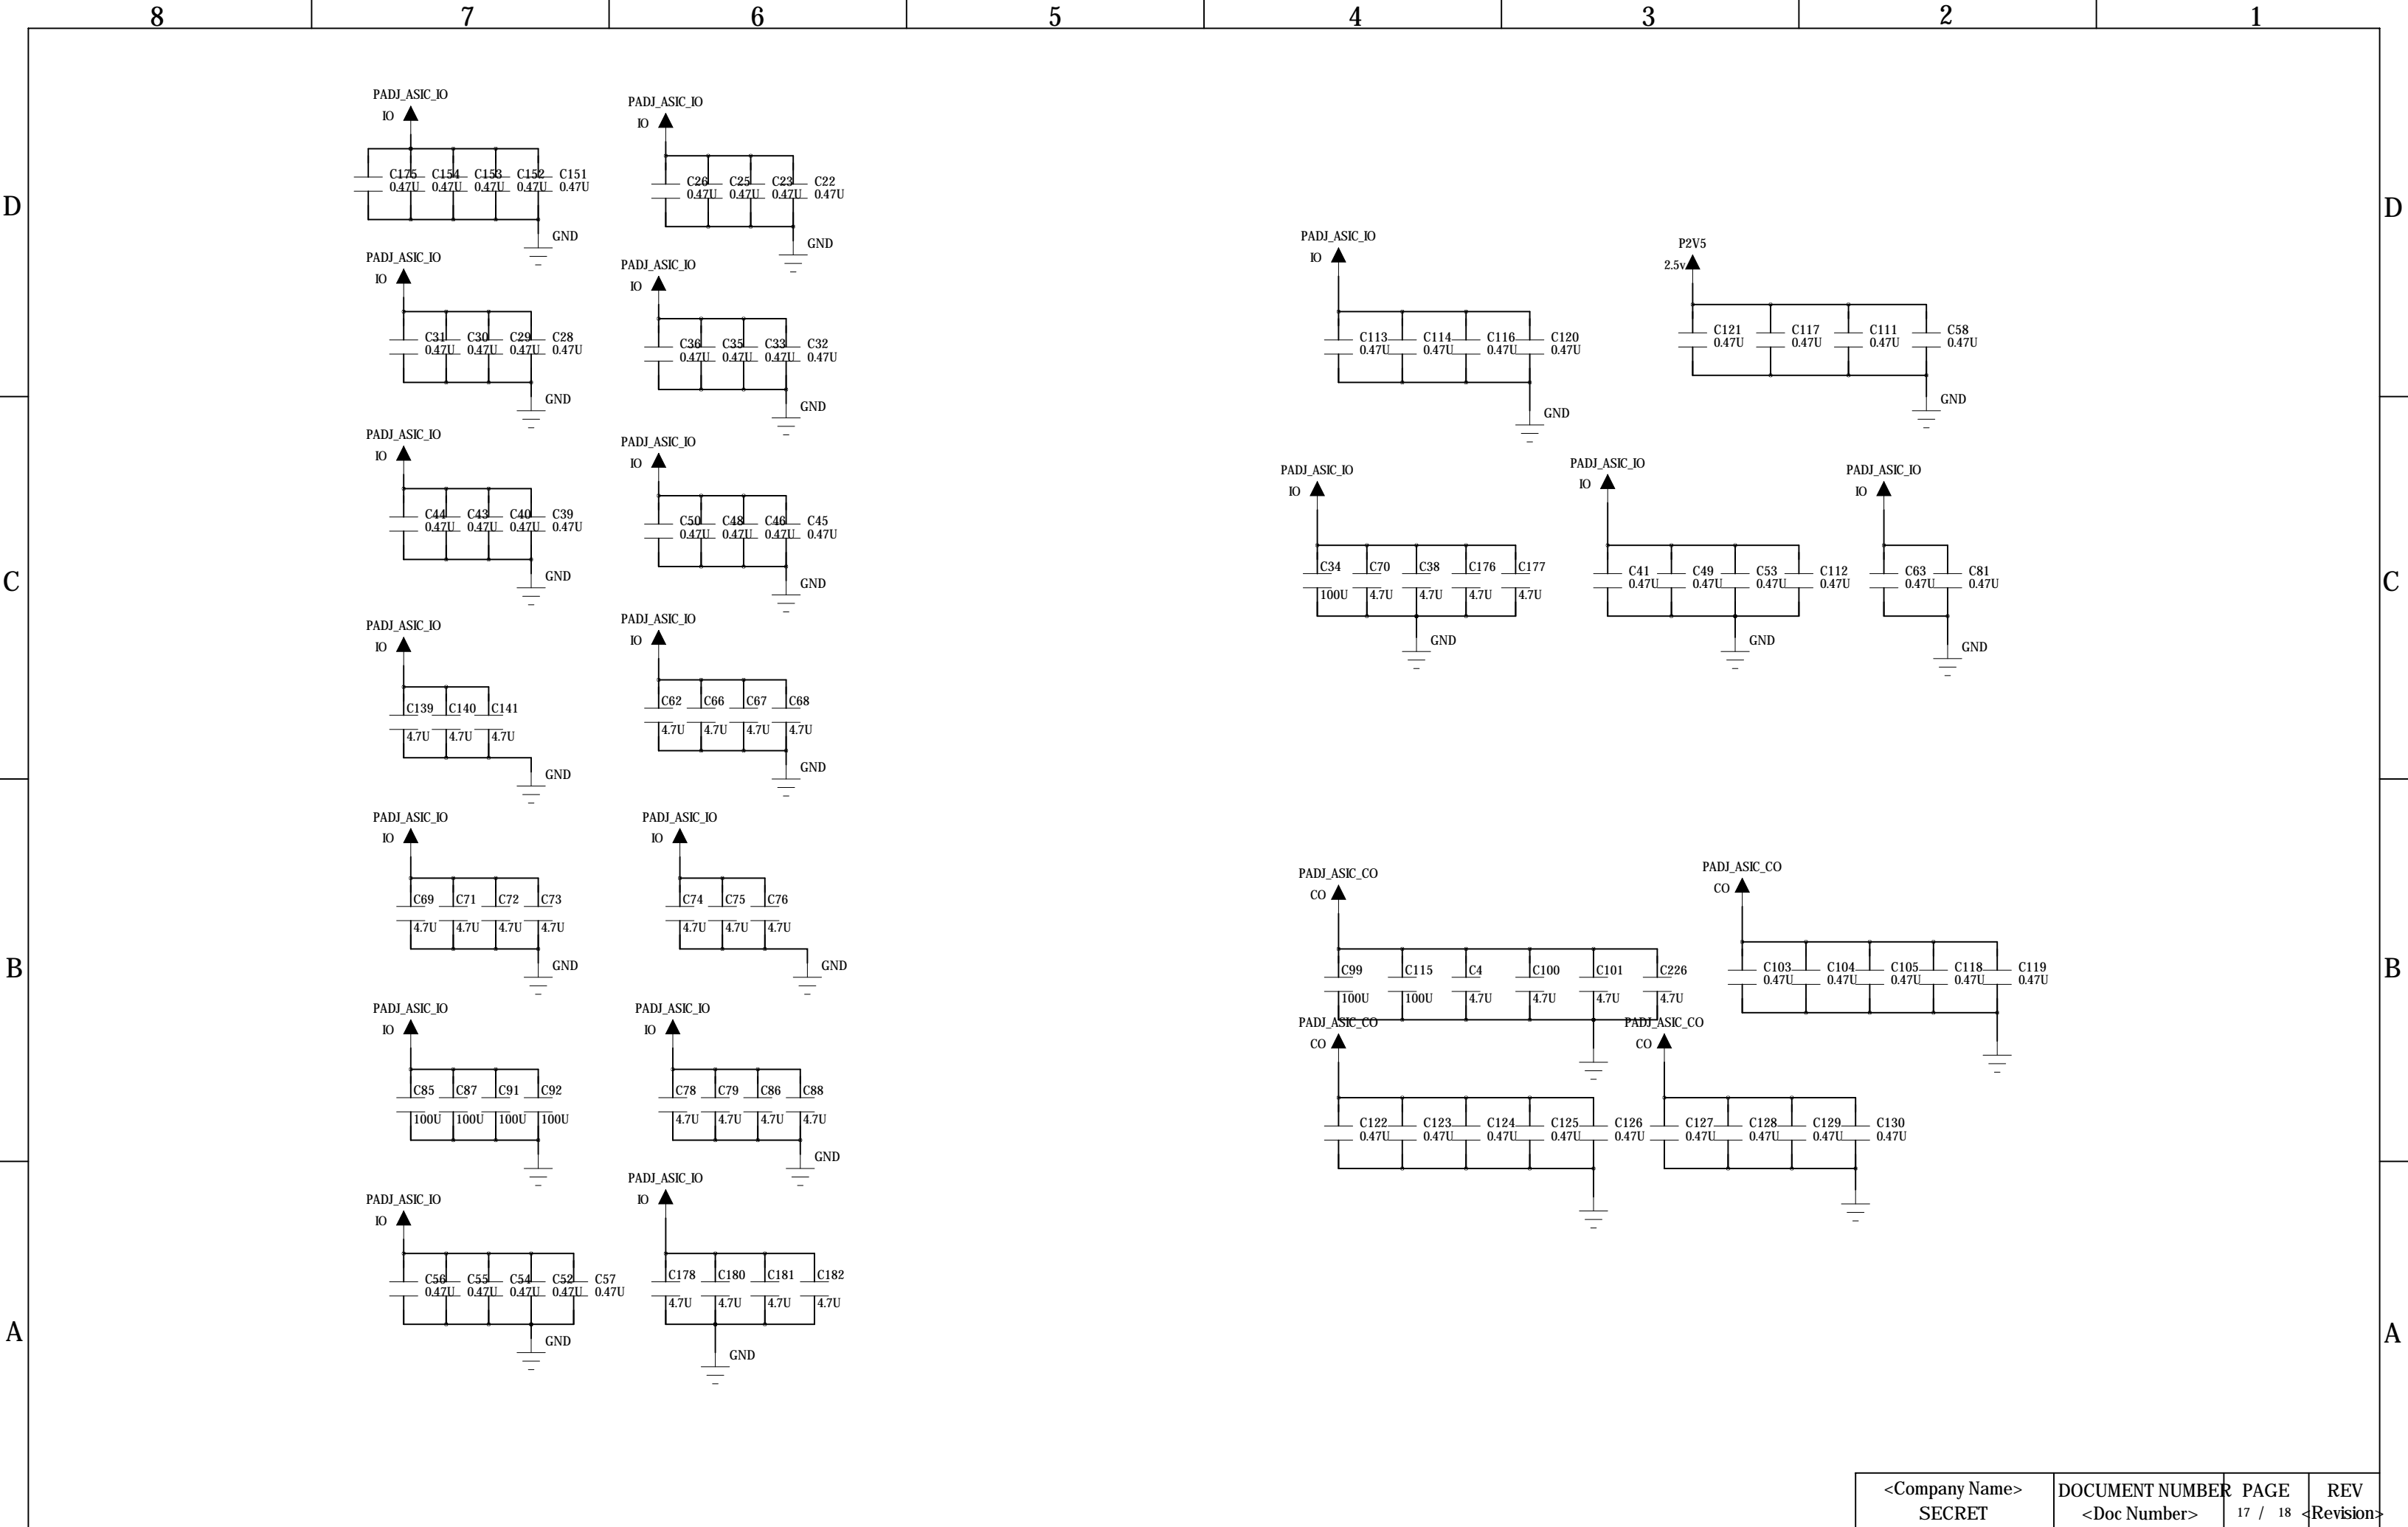 8 7 6 5 4 3 2 1
PADJ_ASIC_IO
IO
C175 C154 C153 C152 C151
0.47U 0.47U 0.47U 0.47U 0.47U
GND
PADJ_ASIC_IO
IO
C26 C25 C23 C22
0.47U 0.47U 0.47U 0.47U
GND
D
D
PADJ_ASIC_IO
IO
C31 C30 C29 C28
0.47U 0.47U 0.47U 0.47U
GND
PADJ_ASIC_IO
IO
C36 C35 C33 C32
0.47U 0.47U 0.47U 0.47U
GND
PADJ_ASIC_IO
IO
C113 C114 C116 C120
0.47U 0.47U 0.47U 0.47U
GND
P2V5
2.5v
C121 C117 C111 C58
0.47U 0.47U 0.47U 0.47U
GND
PADJ_ASIC_IO
IO
C44 C43 C40 C39
0.47U 0.47U 0.47U 0.47U
GND
PADJ_ASIC_IO
IO
C50 C48 C46 C45
0.47U 0.47U 0.47U 0.47U
GND
PADJ_ASIC_IO
IO
C34 C70 C38 C176 C177
100U 4.7U 4.7U 4.7U 4.7U
GND
PADJ_ASIC_IO
IO
C41 C49 C53 C112
0.47U 0.47U 0.47U 0.47U
GND
PADJ_ASIC_IO
IO
C63 C81
0.47U 0.47U
GND
C
C
PADJ_ASIC_IO
IO
C139 C140 C141
4.7U 4.7U 4.7U
GND
PADJ_ASIC_IO
IO
C62 C66 C67 C68
4.7U 4.7U 4.7U 4.7U
GND
PADJ_ASIC_IO
IO
C69 C71 C72 C73
4.7U 4.7U 4.7U 4.7U
GND
PADJ_ASIC_IO
IO
C74 C75 C76
4.7U 4.7U 4.7U
GND
PADJ_ASIC_CO
CO
C99 C115 C4 C100 C101 C226
100U 100U 4.7U 4.7U 4.7U 4.7U
PADJ_ASIC_CO
CO
C103 C104 C105 C118 C119
0.47U 0.47U 0.47U 0.47U 0.47U
B
B
PADJ_ASIC_IO
IO
C85 C87 C91 C92
100U 100U 100U 100U
PADJ_ASIC_IO
IO
C78 C79 C86 C88
4.7U 4.7U 4.7U 4.7U
GND
PADJ_ASIC_CO
CO
C122 C123 C124 C125 C126
0.47U 0.47U 0.47U 0.47U 0.47U
PADJ_ASIC_CO
CO
C127 C128 C129 C130
0.47U 0.47U 0.47U 0.47U
PADJ_ASIC_IO
IO
C56 C55 C54 C52 C57
0.47U 0.47U 0.47U 0.47U 0.47U
GND
PADJ_ASIC_IO
IO
C178 C180 C181 C182
4.7U 4.7U 4.7U 4.7U
GND
A
A
<Company Name>
SECRET
DOCUMENT NUMBER
<Doc Number>
PAGE
17 / 18
REV
<Revision>